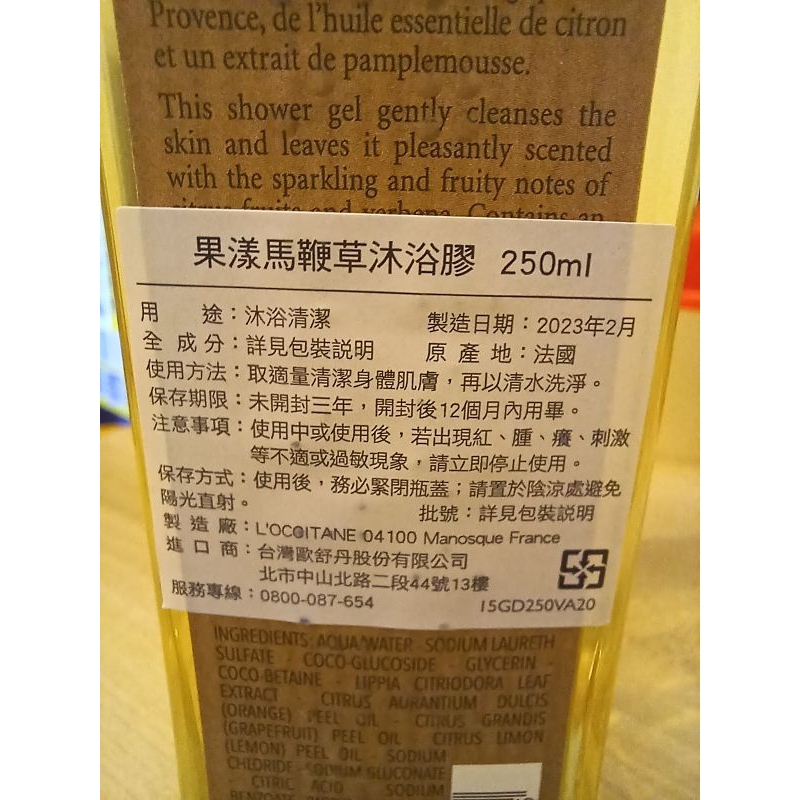 Provence, de l'huile essentielle de citron
et un extrait de pamplemousse.
This shower gel gently cleanses the
skin and leaves it pleasantly scented
with the sparkling and fruity notes of
citrus fruits and verbena. Contains an
果漾馬鞭草沐浴膠 250ml
用 途：沐浴清潔 製造日期：2023年2月
全 成 分：詳見包裝説明 原 產 地：法國
使用方法：取適量清潔身體肌膚，再以清水洗淨。
保存期限：未開封三年，開封後12個月內用畢。
注意事項：使用中或使用後，若出現紅、腫、癢、刺激
等不適或過敏現象，請立即停止使用。
保存方式：使用後，務必緊閉瓶蓋；請置於陰涼處避免
陽光直射。 批號：詳見包裝説明
製 造 廠：L'OCCITANE 04100 Manosque France
進 口 商：台灣歐舒丹股份有限公司
北市中山北路二段44號13樓
服務專線：0800-087-654 15GD250VA20
INGREDIENTS: AQUA/WATER - SODIUM LAURETH
SULFATE - COCO-GLUCOSIDE - GLYCERIN -
COCO-BETAINE - LIPPIA CITRIODORA LEAF
EXTRACT - CITRUS AURANTIUM DULCIS
(ORANGE) PEEL OIL - CITRUS GRANDIS
(GRAPEFRUIT) PEEL OIL - CITRUS LIMON
(LEMON) PEEL OIL - SODIUM
CHLORIDE - SODIUM GLUCONATE
- CITRIC ACID - SODIUM
BENZOATE